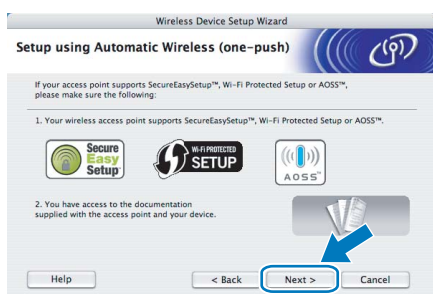 Wireless Device Setup Wizard
Setup using Automatic Wireless (one-push)
If your access point supports SecureEasySetup™, Wi-Fi Protected Setup or AOSS™,
please make sure the following:
1. Your wireless access point supports SecureEasySetup™, Wi-Fi Protected Setup or AOSS™.
Secure
Easy
Setup
Wi-Fi PROTECTED
SETUP
AOSS™
2. You have access to the documentation
supplied with the access point and your device.
Help
< Back
Next >
Cancel